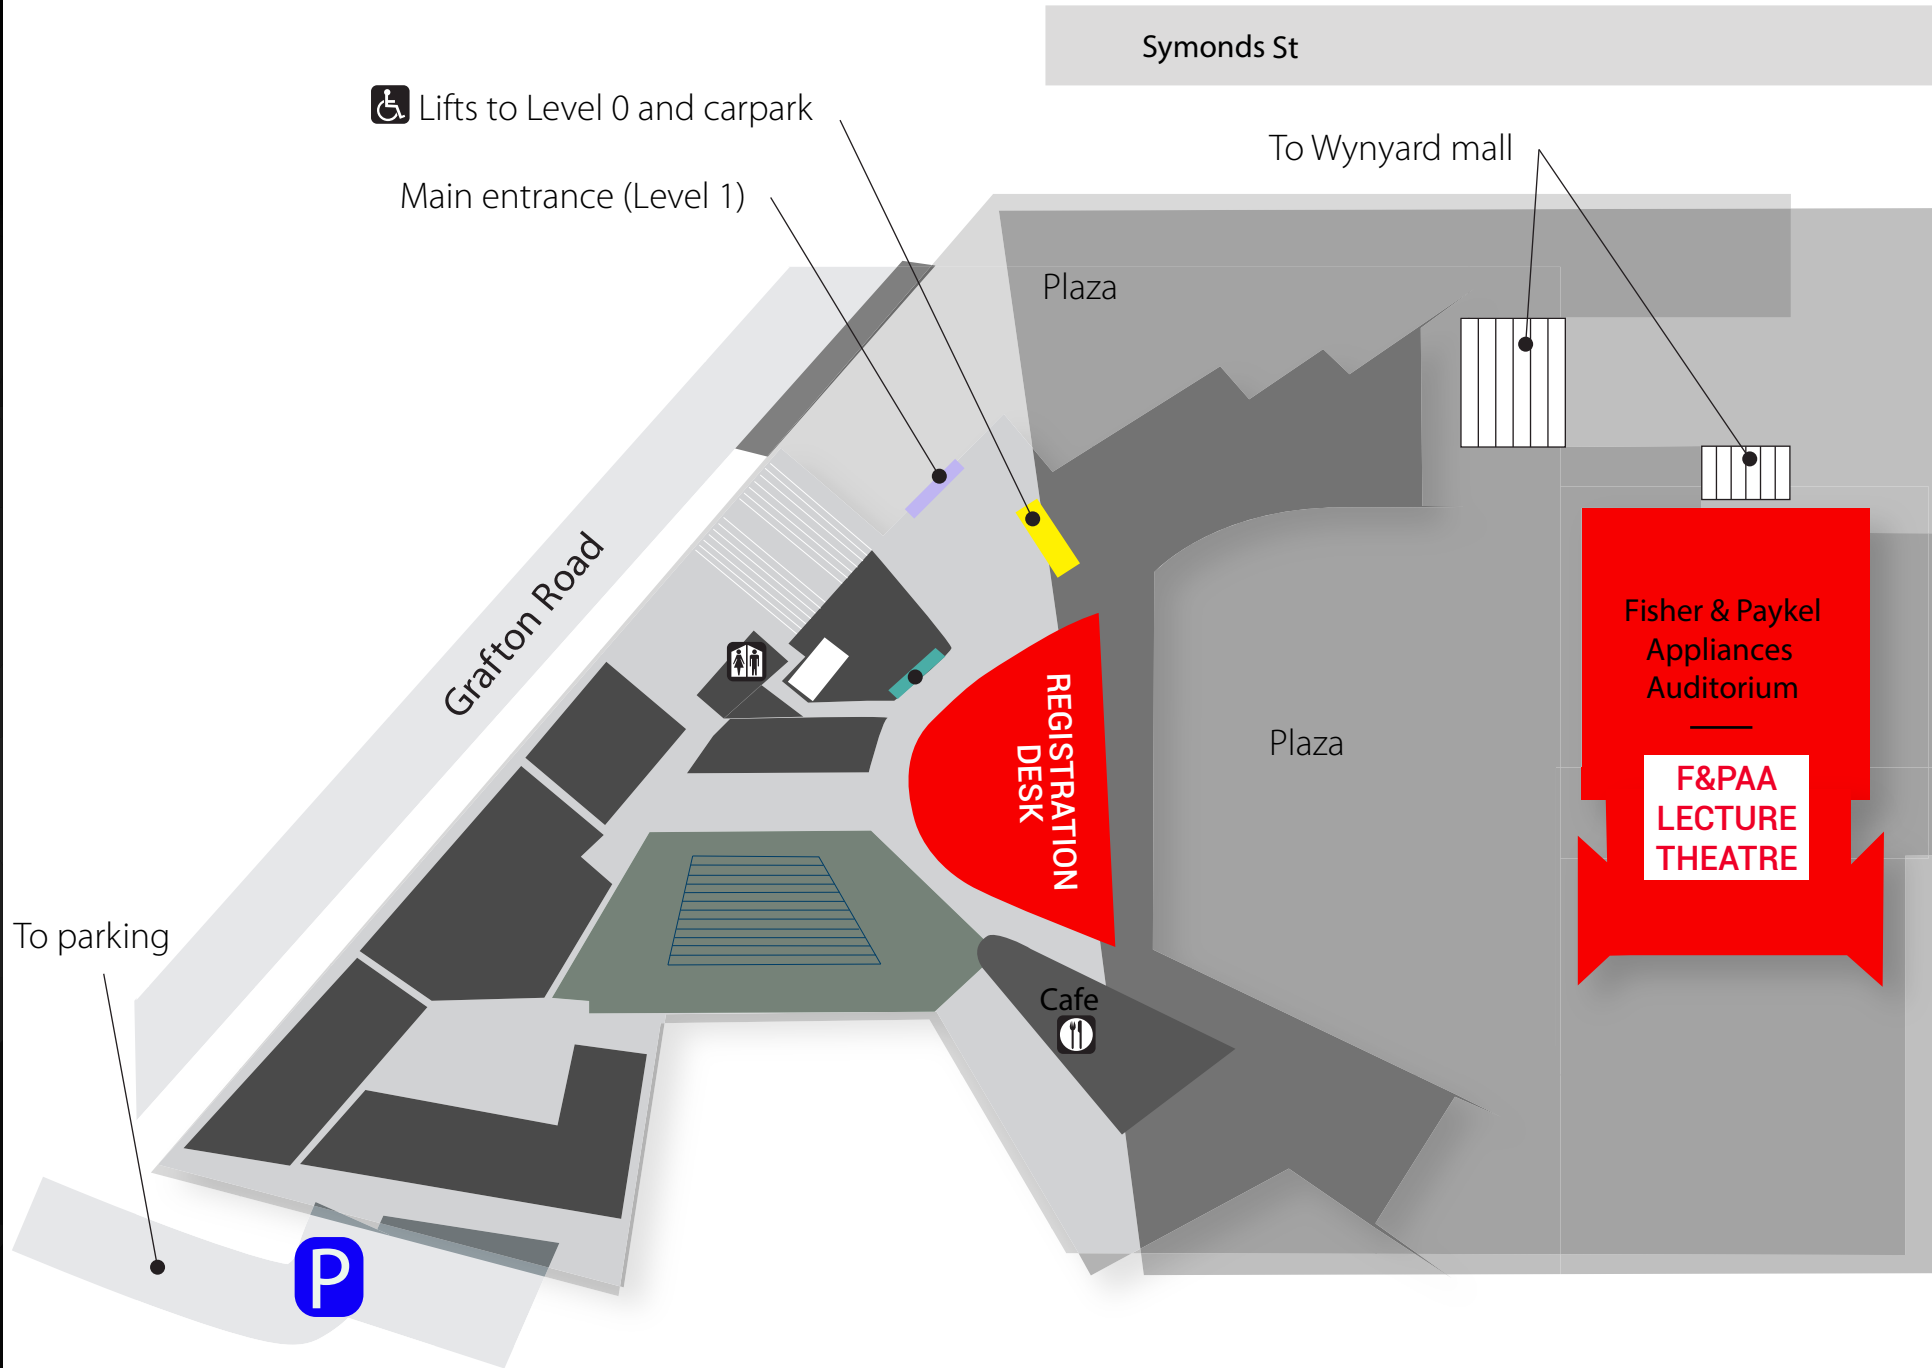 Symonds St
Lifts to Level 0 and carpark
To Wynyard mall
Main entrance (Level 1)
Plaza
Grafton Road
Fisher & Paykel
Appliances
Auditorium
REGISTRATION
DESK
Plaza
F&PAA
LECTURE
THEATRE
To parking
Cafe
P